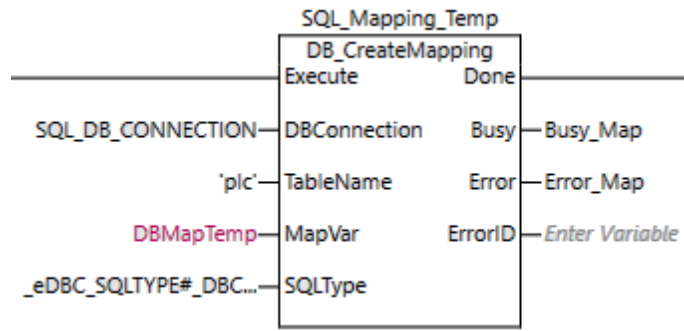 SQL_Mapping_Temp
DB_CreateMapping
Execute Done
SQL_DB_CONNECTION DBConnection Busy Busy_Map
'plc' TableName Error Error_Map
DBMapTemp MapVar ErrorID Enter Variable
_eDBC_SQLTYPE#_DBC... SQLType